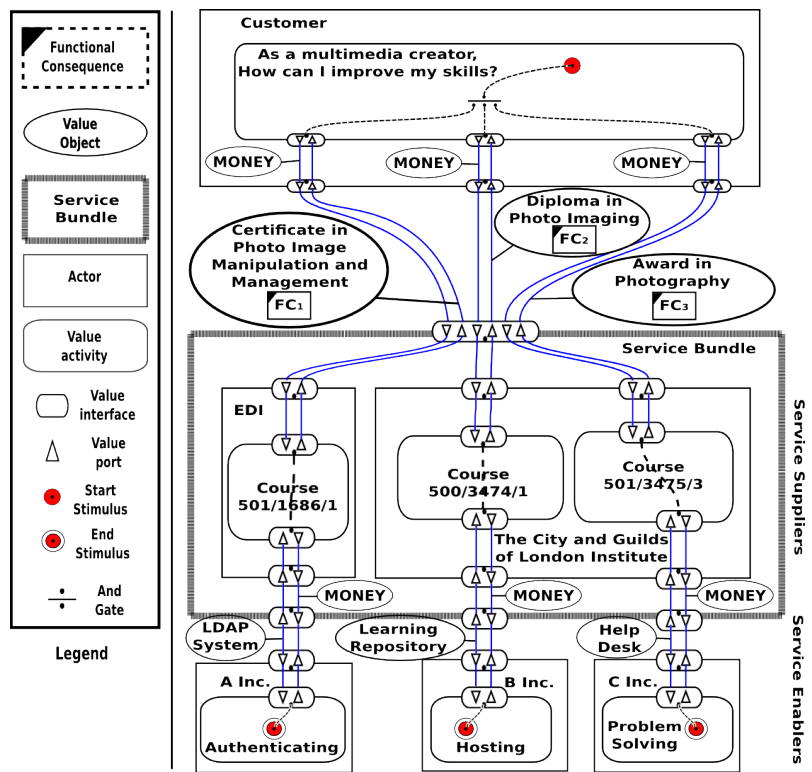 Functional
Consequence
Value
Object
Service
Bundle
Actor
Value
activity
Value
interface
Value
port
Start
Stimulus
End
Stimulus
And
Gate
Legend
Customer
As a multimedia creator,
How can I improve my skills?
MONEY
MONEY
MONEY
Certificate in
Photo Image
Manipulation and
Management
FC1
Diploma in
Photo Imaging
FC2
Award in
Photography
FC3
Service Bundle
EDI
Course
501/1686/1
Course
500/3474/1
Course
501/3475/3
The City and Guilds
of London Institute
MONEY
MONEY
MONEY
LDAP
System
Learning
Repository
Help
Desk
A Inc.
B Inc.
C Inc.
Authenticating
Hosting
Problem
Solving
Service Suppliers
Service Enablers